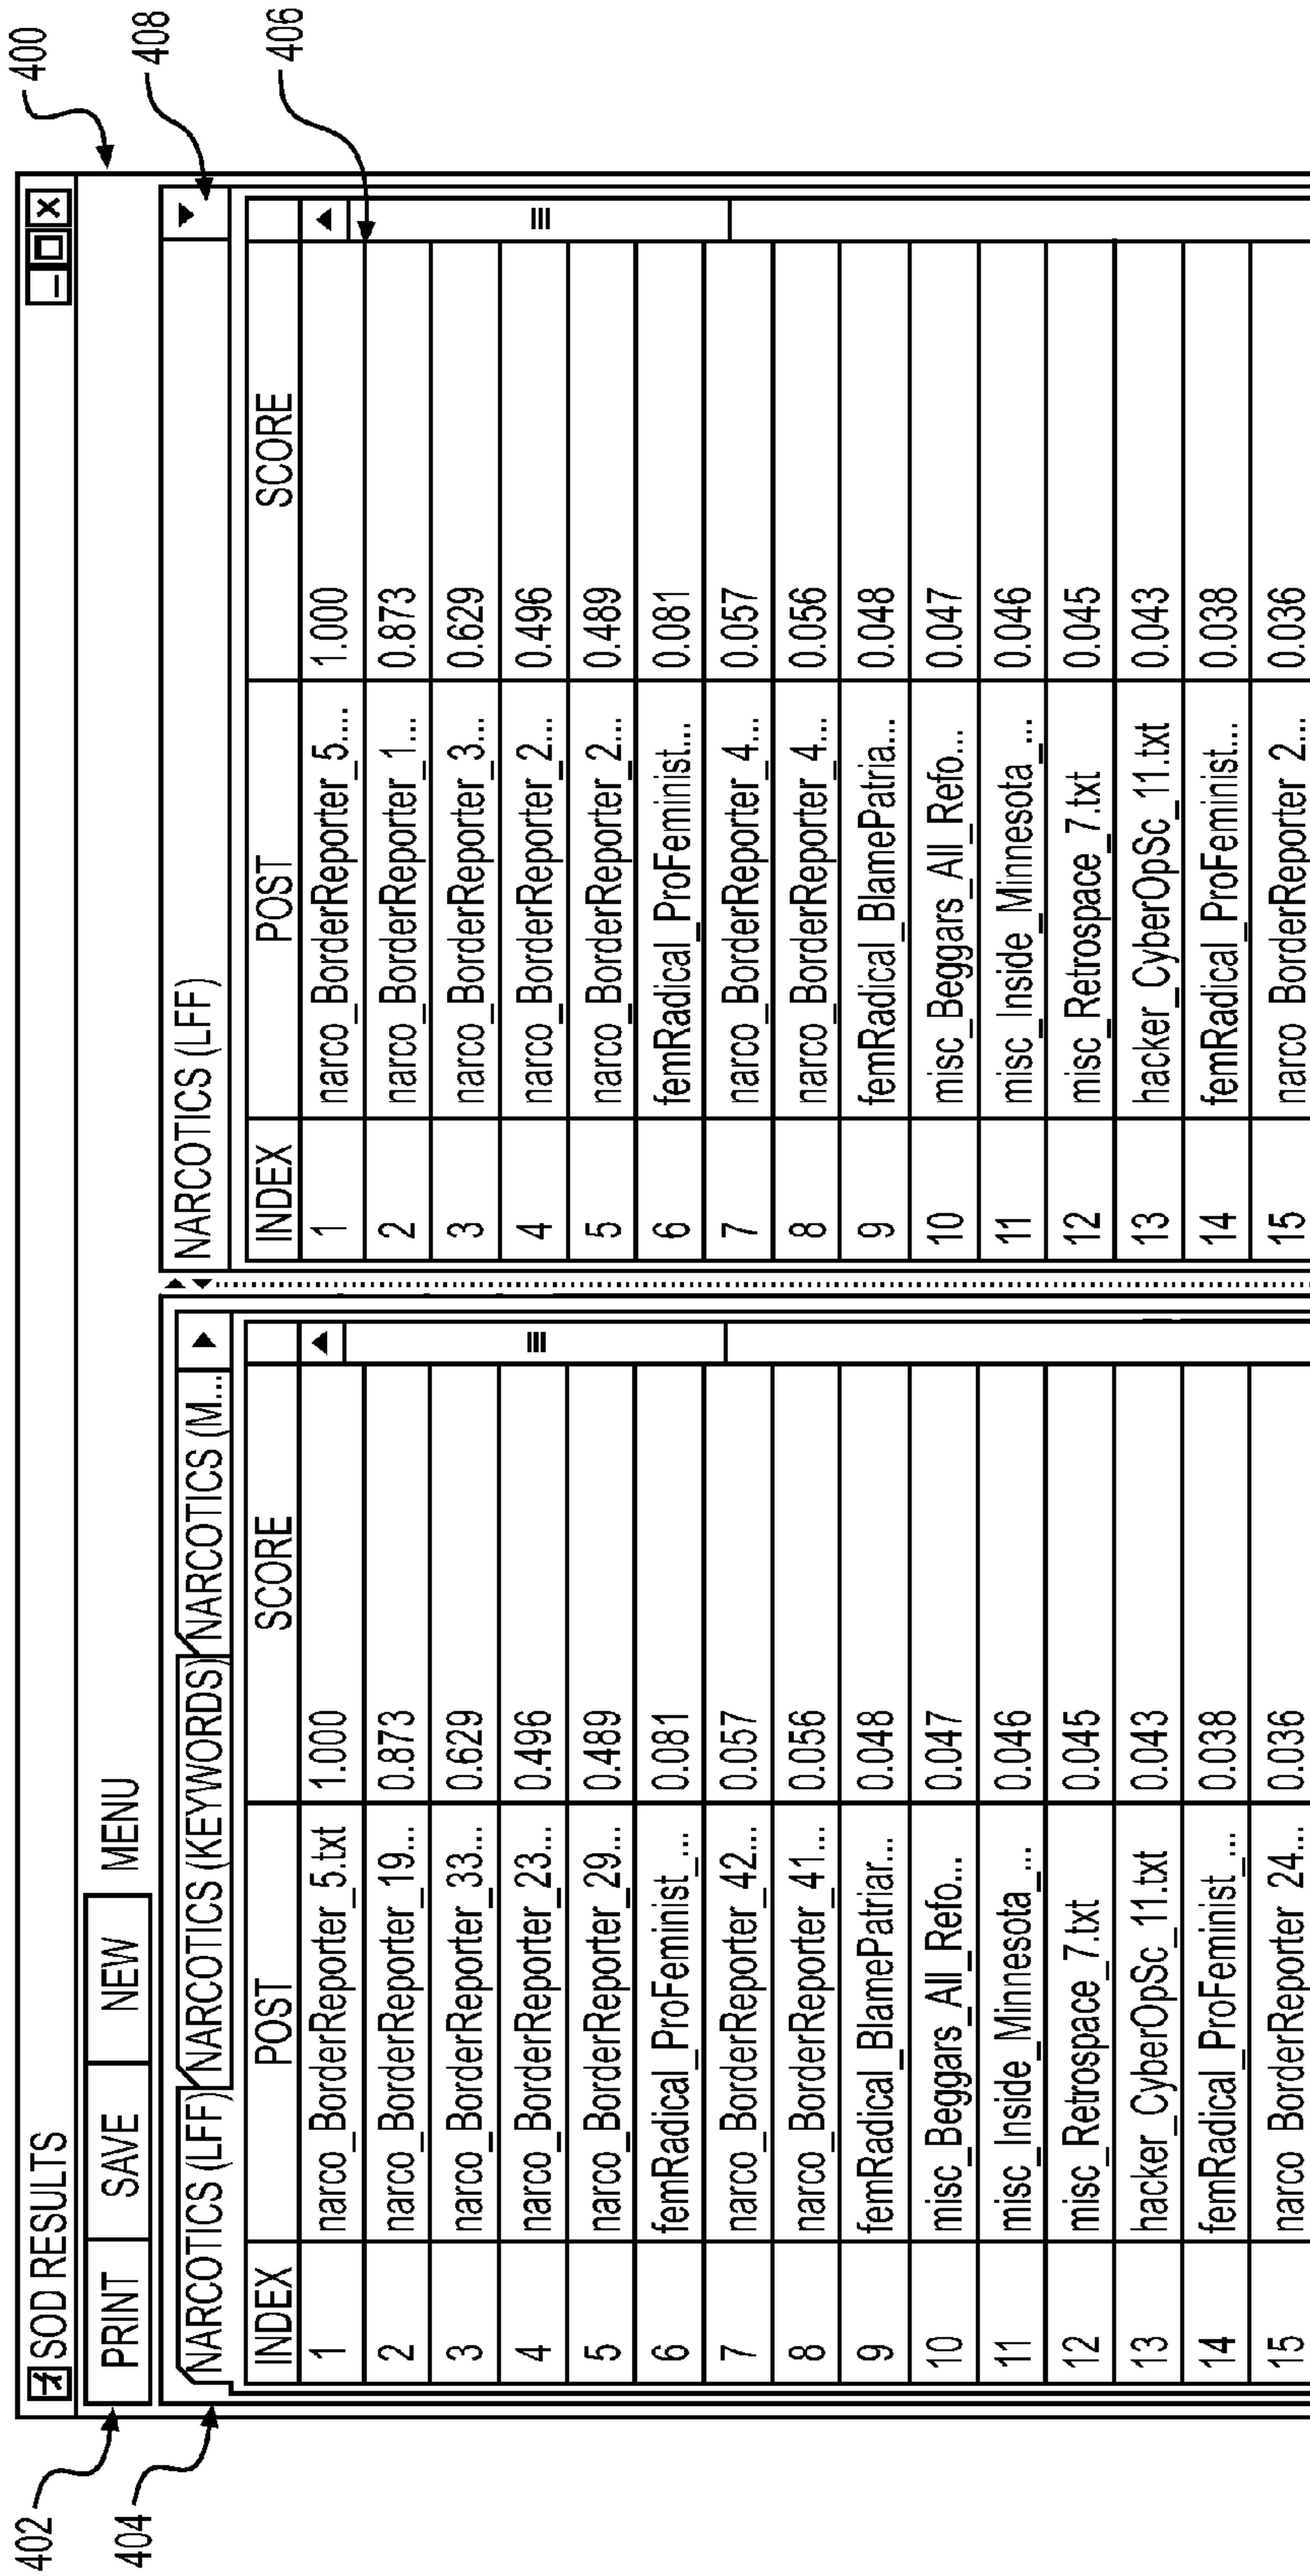 400
408
406
SOD RESULTS
402
PRINT SAVE NEW MENU
404
NARCOTICS (LFF) NARCOTICS (KEYWORDS) NARCOTICS (M...
INDEX POST SCORE
1 narco_BorderReporter_5.txt 1.000
2 narco_BorderReporter_19... 0.873
3 narco_BorderReporter_33... 0.629
4 narco_BorderReporter_23... 0.496
5 narco_BorderReporter_29... 0.489
6 femRadical_ProFeminist_... 0.081
7 narco_BorderReporter_42... 0.057
8 narco_BorderReporter_41... 0.056
9 femRadical_BlamePatriar... 0.048
10 misc_Beggars_All_Refo... 0.047
11 misc_Inside_Minnesota_... 0.046
12 misc_Retrospace_7.txt 0.045
13 hacker_CyberOpSc_11.txt 0.043
14 femRadical_ProFeminist_... 0.038
15 narco_BorderReporter_24... 0.036
NARCOTICS (LFF)
INDEX POST SCORE
1 narco_BorderReporter_5.... 1.000
2 narco_BorderReporter_1... 0.873
3 narco_BorderReporter_3... 0.629
4 narco_BorderReporter_2... 0.496
5 narco_BorderReporter_2... 0.489
6 femRadical_ProFeminist... 0.081
7 narco_BorderReporter_4... 0.057
8 narco_BorderReporter_4... 0.056
9 femRadical_BlamePatria... 0.048
10 misc_Beggars_All_Refo... 0.047
11 misc_Inside_Minnesota_... 0.046
12 misc_Retrospace_7.txt 0.045
13 hacker_CyberOpSc_11.txt 0.043
14 femRadical_ProFeminist... 0.038
15 narco_BorderReporter_2... 0.036